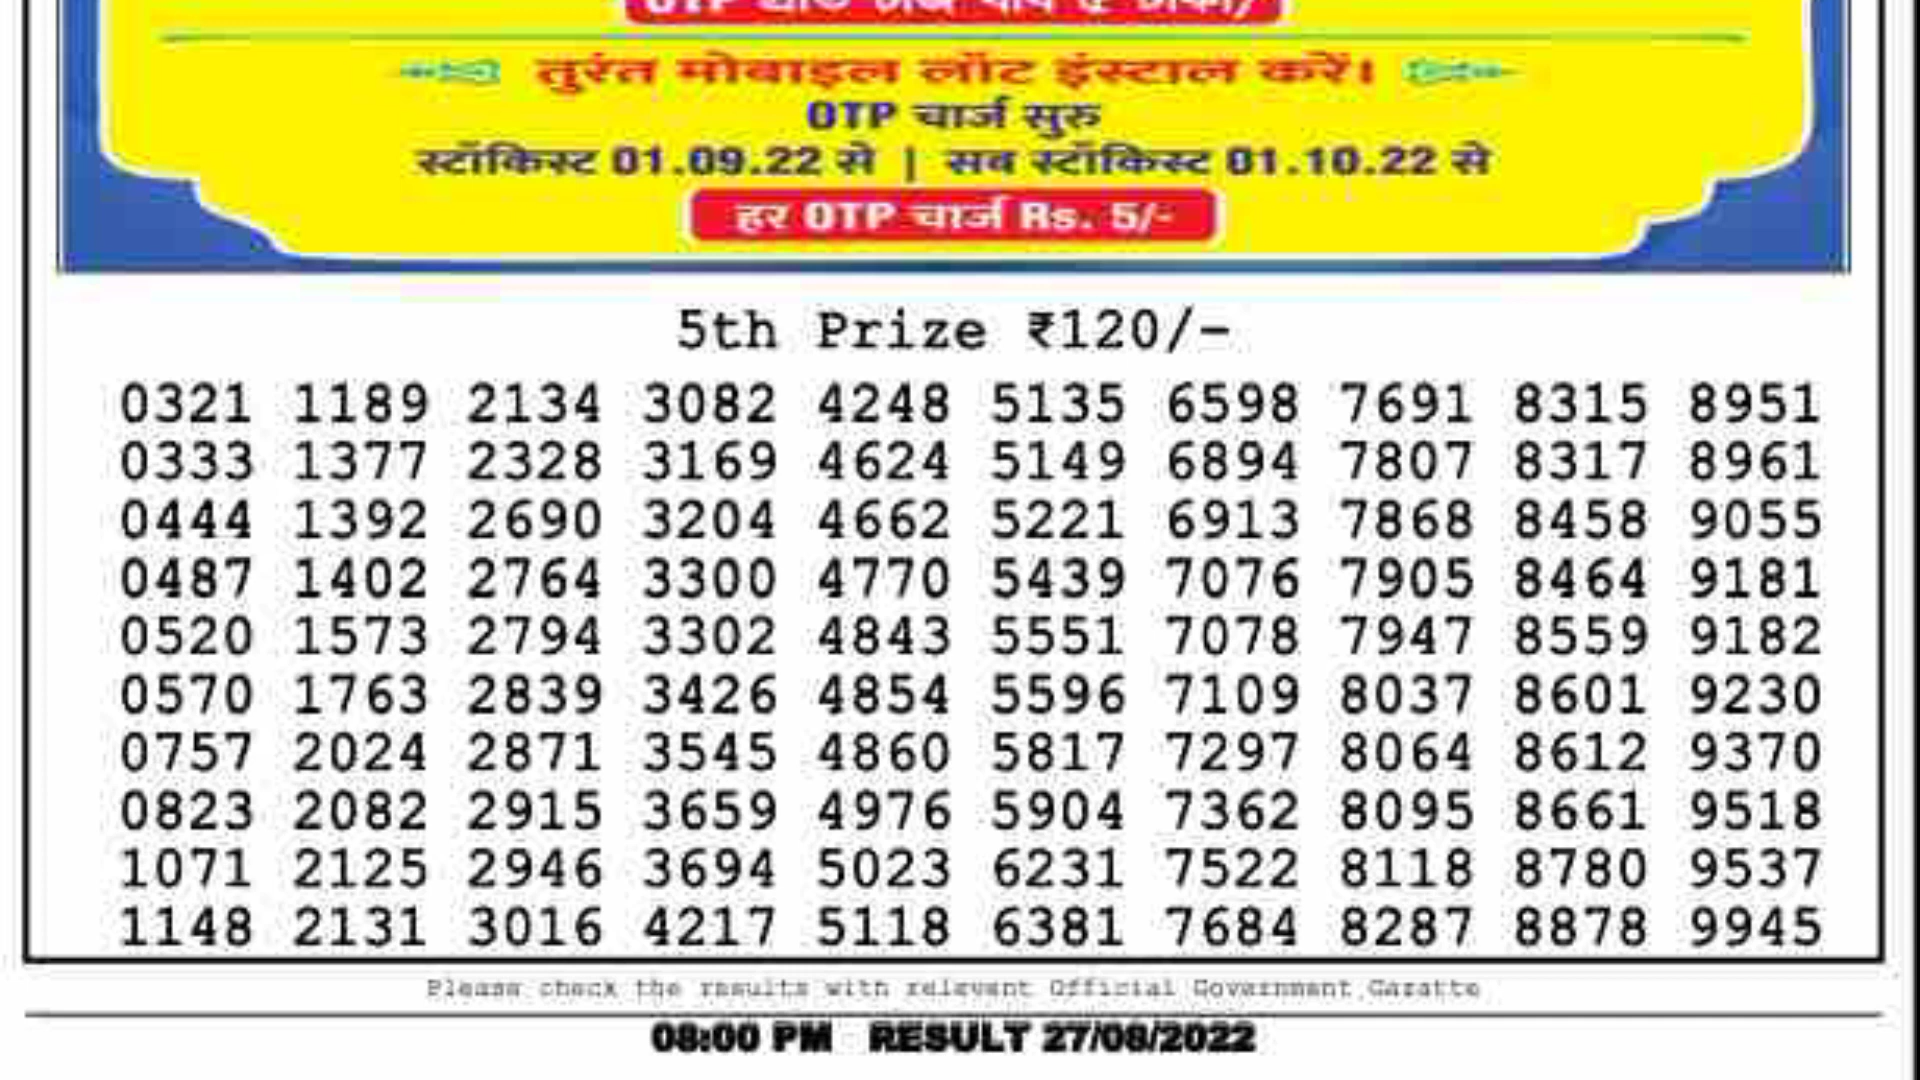 तुरंत मोबाइल लॉट इंस्टाल करें।
OTP चार्ज सुरु
स्टॉकिस्ट 01.09.22 से | सब स्टॉकिस्ट 01.10.22 से
हर OTP चार्ज Rs. 5/-
5th Prize ₹120/-
0321 1189 2134 3082 4248 5135 6598 7691 8315 8951
0333 1377 2328 3169 4624 5149 6894 7807 8317 8961
0444 1392 2690 3204 4662 5221 6913 7868 8458 9055
0487 1402 2764 3300 4770 5439 7076 7905 8464 9181
0520 1573 2794 3302 4843 5551 7078 7947 8559 9182
0570 1763 2839 3426 4854 5596 7109 8037 8601 9230
0757 2024 2871 3545 4860 5817 7297 8064 8612 9370
0823 2082 2915 3659 4976 5904 7362 8095 8661 9518
1071 2125 2946 3694 5023 6231 7522 8118 8780 9537
1148 2131 3016 4217 5118 6381 7684 8287 8878 9945
Please check the results with relevant Official Government Gazatte
08:00 PM RESULT 27/08/2022